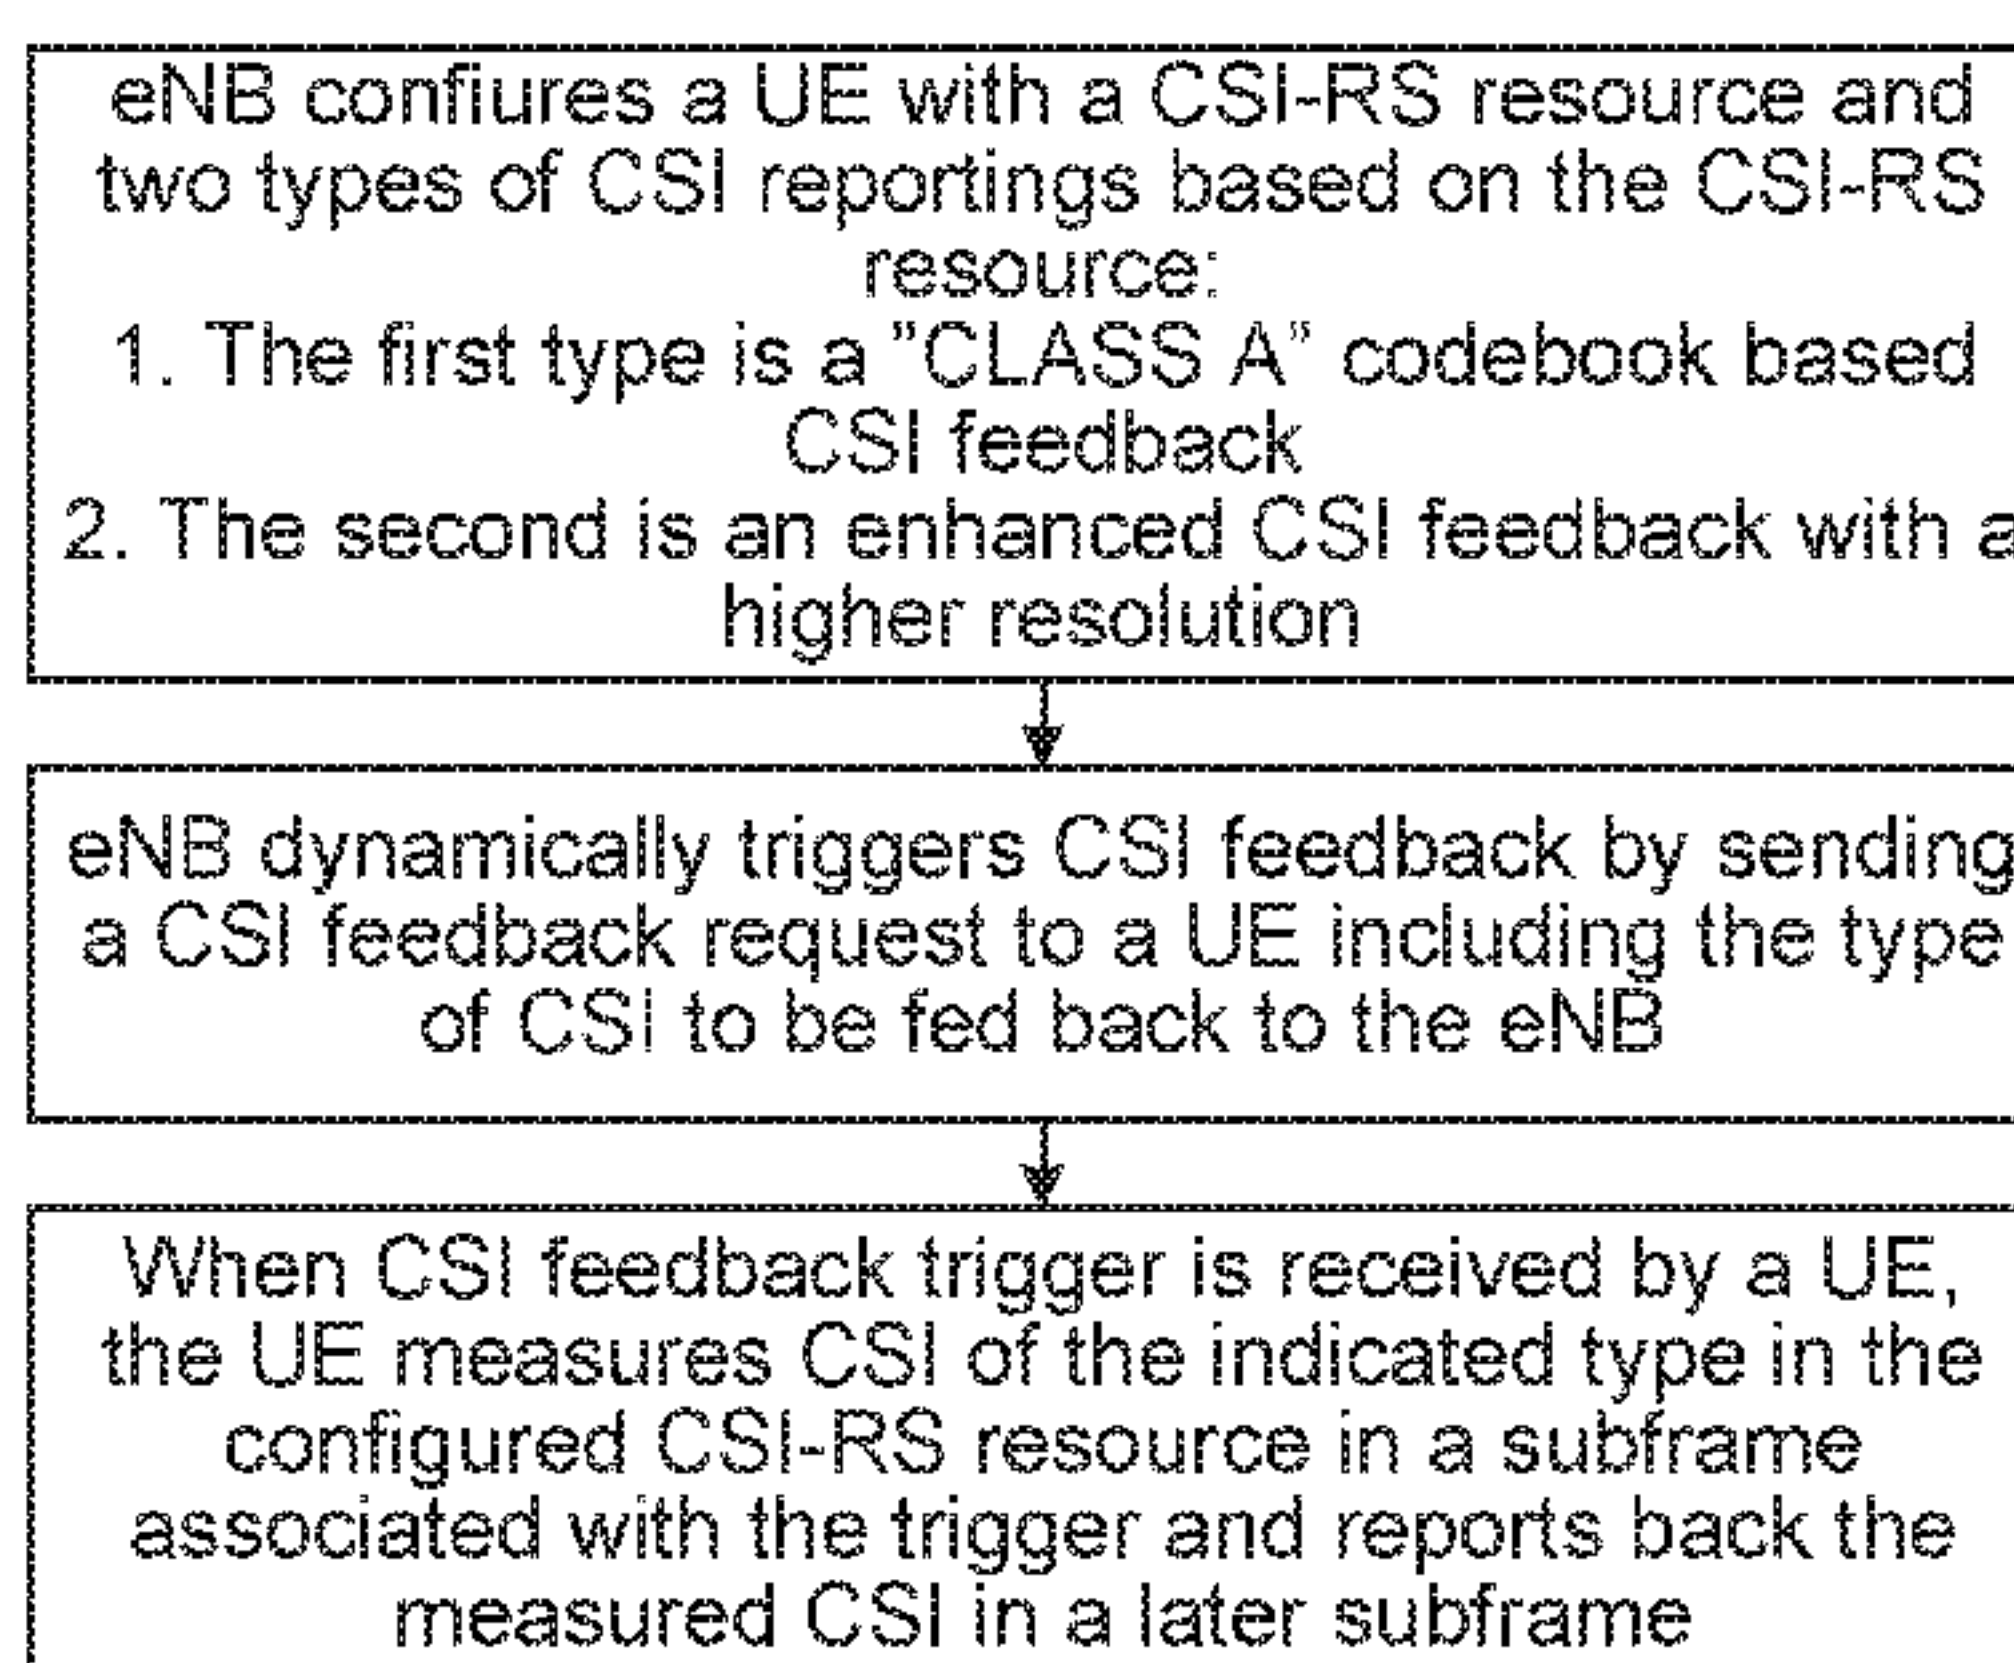 eNB confiures a UE with a CSI-RS resource and
two types of CSI reportings based on the CSI-RS
resource:
1. The first type is a ”CLASS A” codebook based
CSI feedback
2. The second is an enhanced CSI feedback with a
higher resolution
eNB dynamically triggers CSI feedback by sending
a CSI feedback request to a UE including the type
of CSI to be fed back to the eNB
When CSI feedback trigger is received by a UE,
the UE measures CSI of the indicated type in the
configured CSI-RS resource in a subframe
associated with the trigger and reports back the
measured CSI in a later subframe